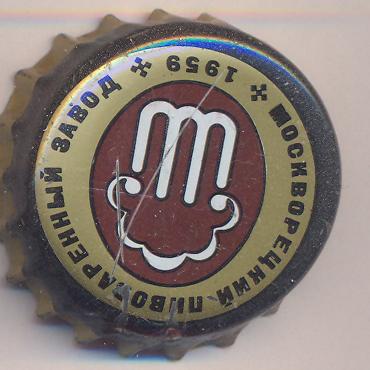 МОСКВОРЕЦКИЙ ПИВОВАРЕННЫЙ ЗАВОД
1959